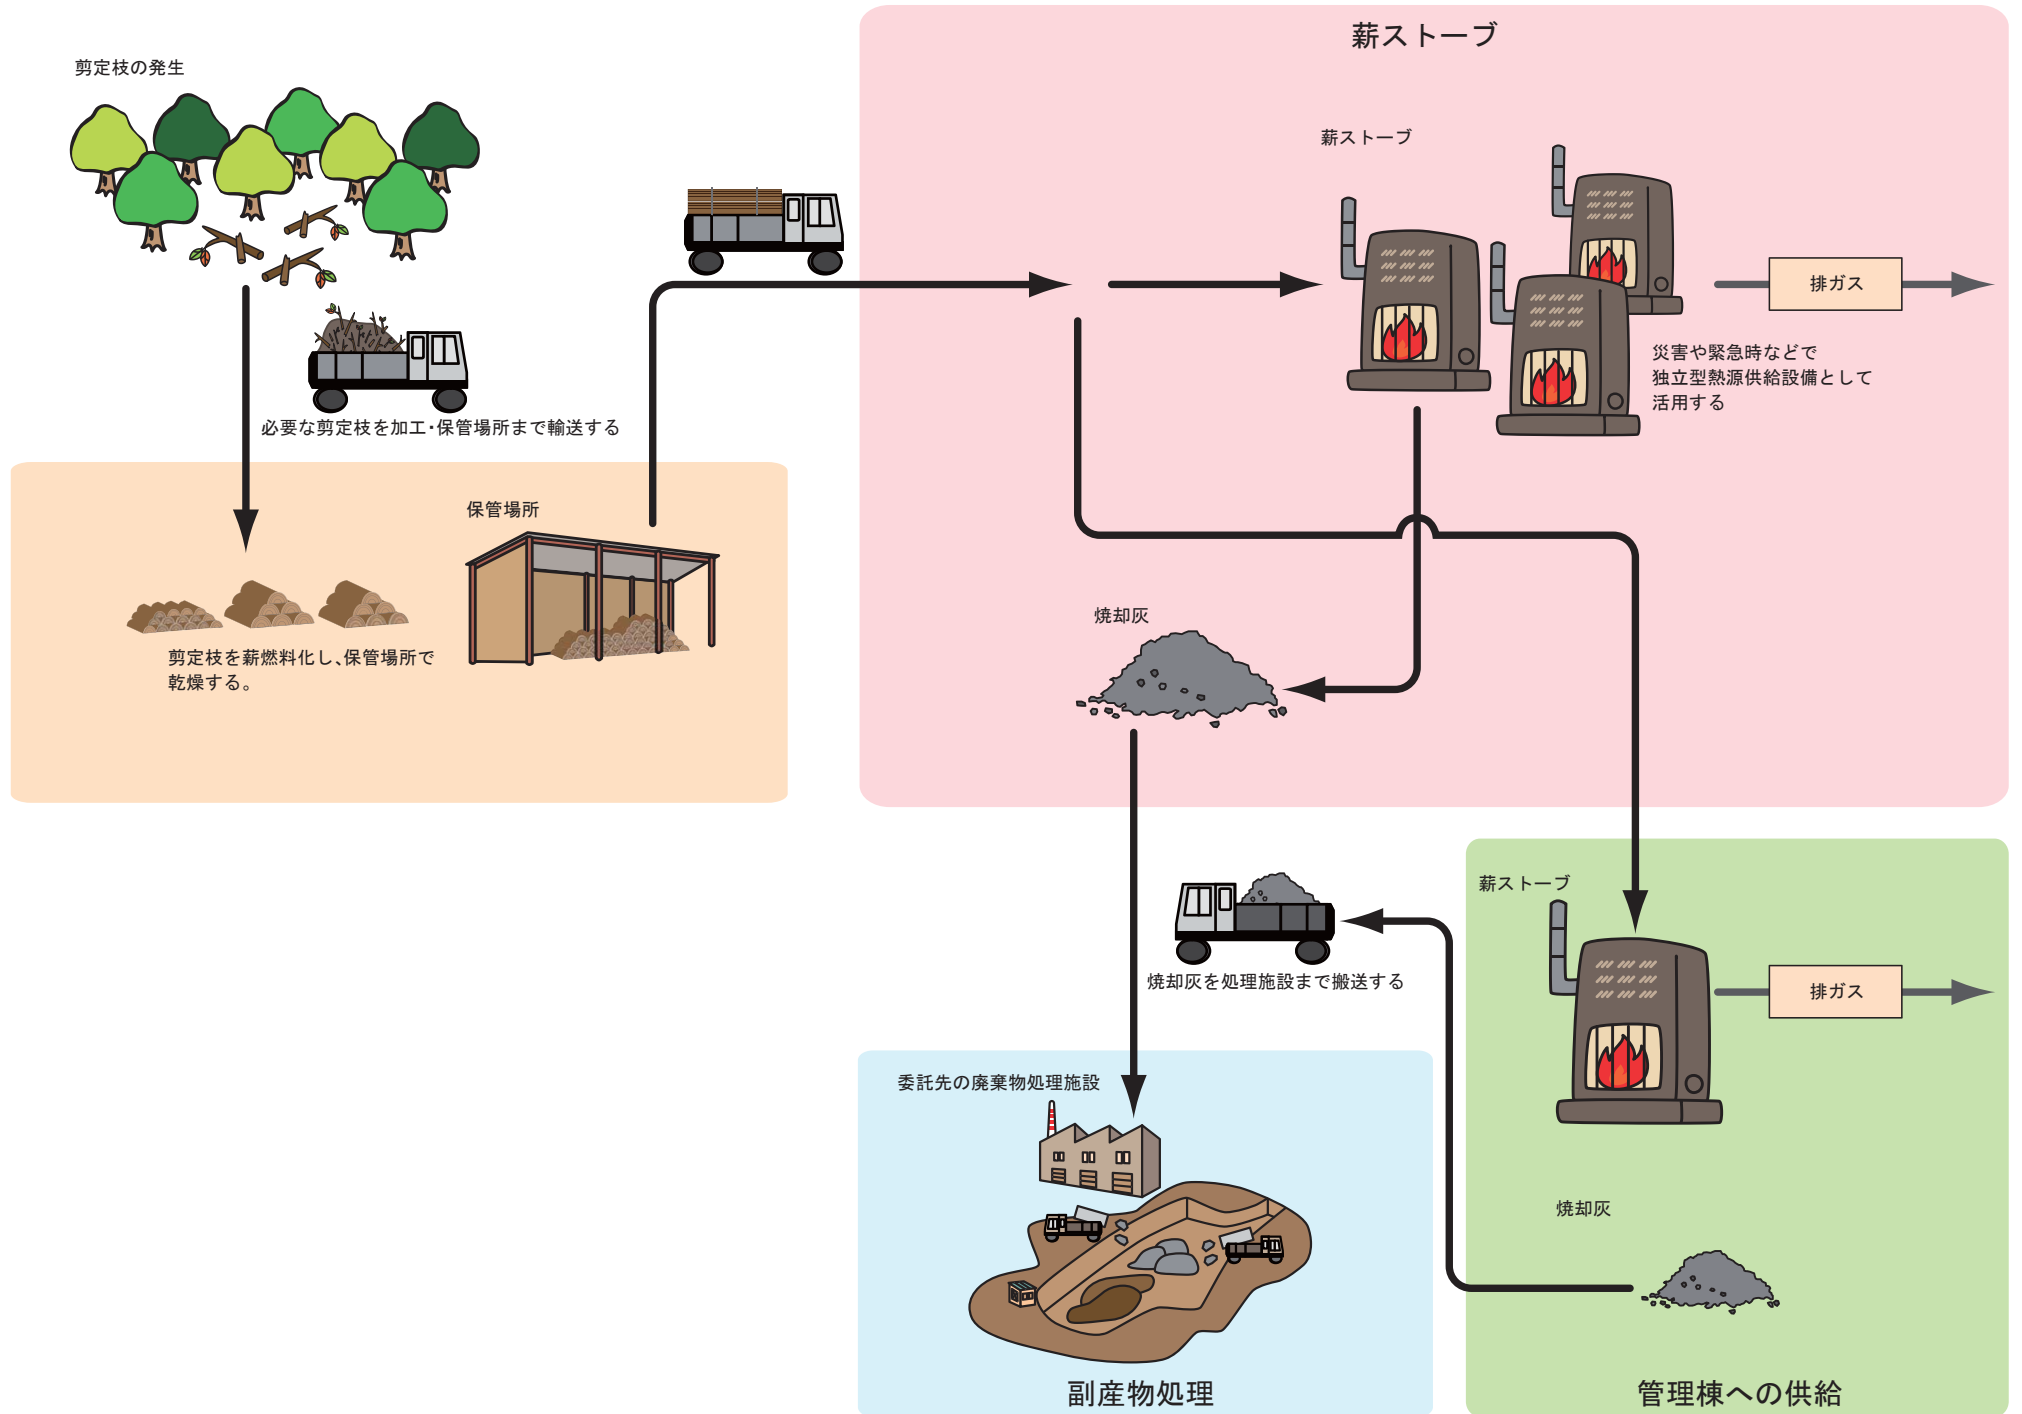 薪ストーブ
剪定枝の発生
薪ストーブ
排ガス
災害や緊急時などで
独立型熱源供給設備として
活用する
必要な剪定枝を加工・保管場所まで輸送する
保管場所
剪定枝を薪燃料化し、保管場所で
乾燥する。
焼却灰
薪ストーブ
焼却灰を処理施設まで搬送する
排ガス
委託先の廃棄物処理施設
焼却灰
副産物処理
管理棟への供給